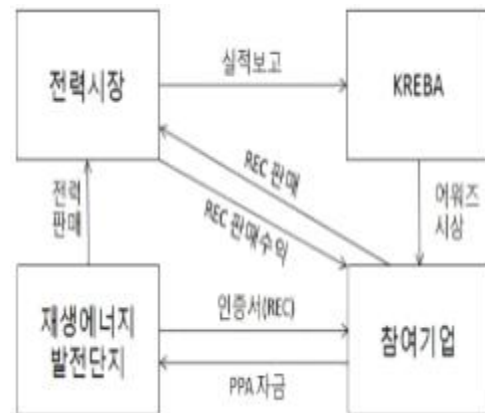 전력시장
실적보고
KREBA
REC 판매
REC 판매수익
전력
판매
어워즈
시상
재생에너지
발전단지
인증서(REC)
PPA 자금
참여기업